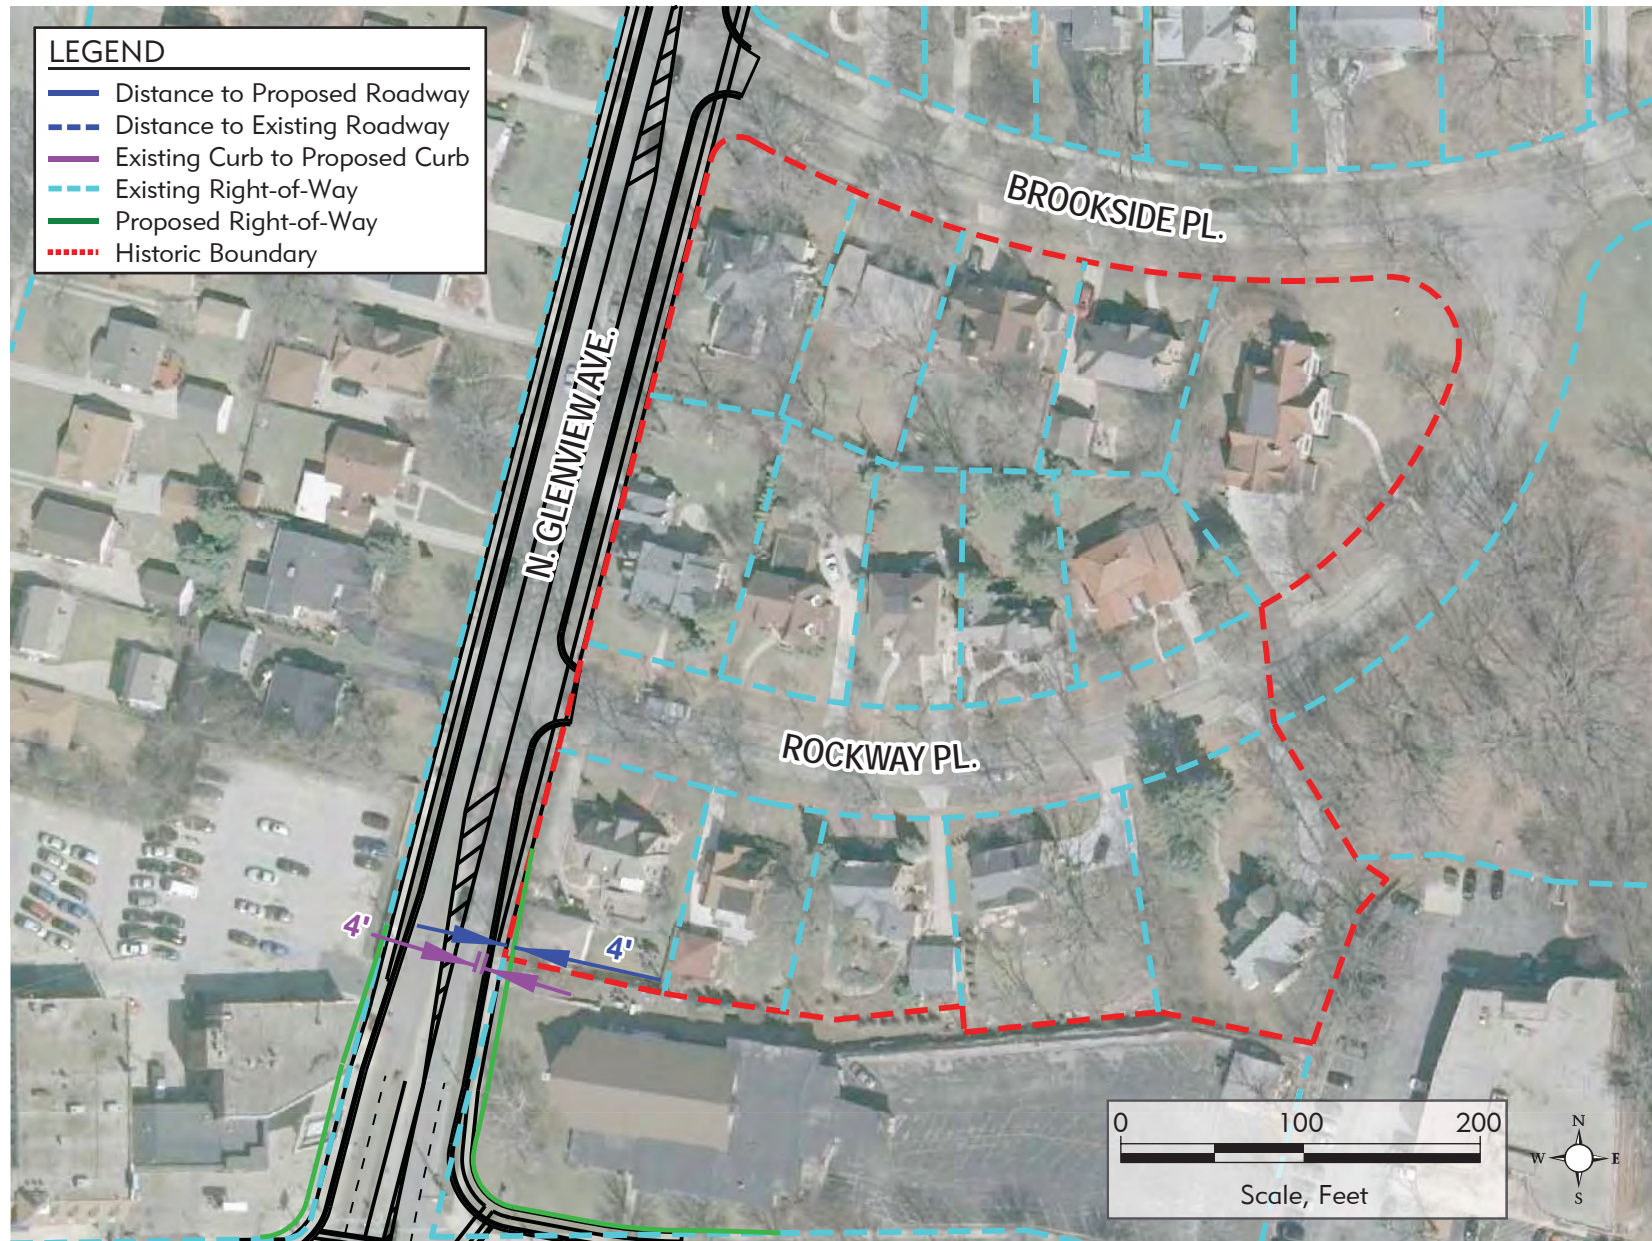 LEGEND
Distance to Proposed Roadway
Distance to Existing Roadway
Existing Curb to Proposed Curb
Existing Right-of-Way
Proposed Right-of-Way
Historic Boundary
BROOKSIDE PL.
N. GLENVIEW AVE.
ROCKWAY PL.
4'
4'
0 100 200
Scale, Feet
N
W E
S